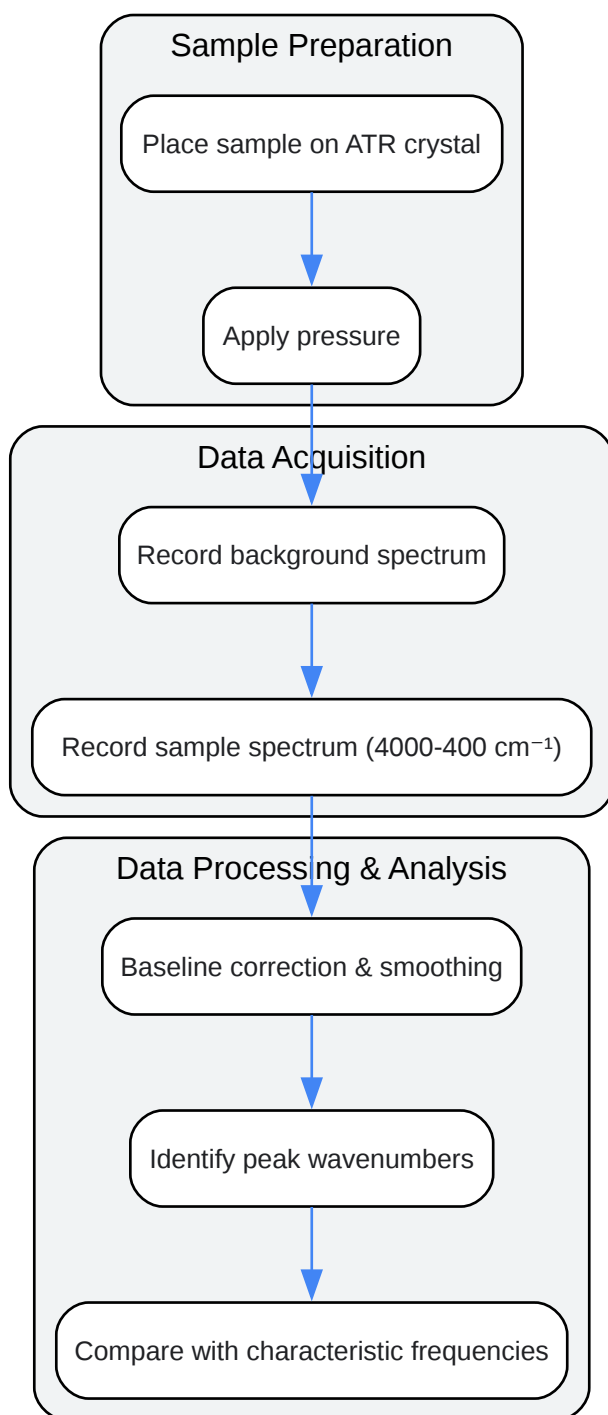 Sample Preparation
Place sample on ATR crystal
Apply pressure
Data Acquisition
Record background spectrum
Record sample spectrum (4000-400 cm⁻¹)
Data Processing & Analysis
Baseline correction & smoothing
Identify peak wavenumbers
Compare with characteristic frequencies